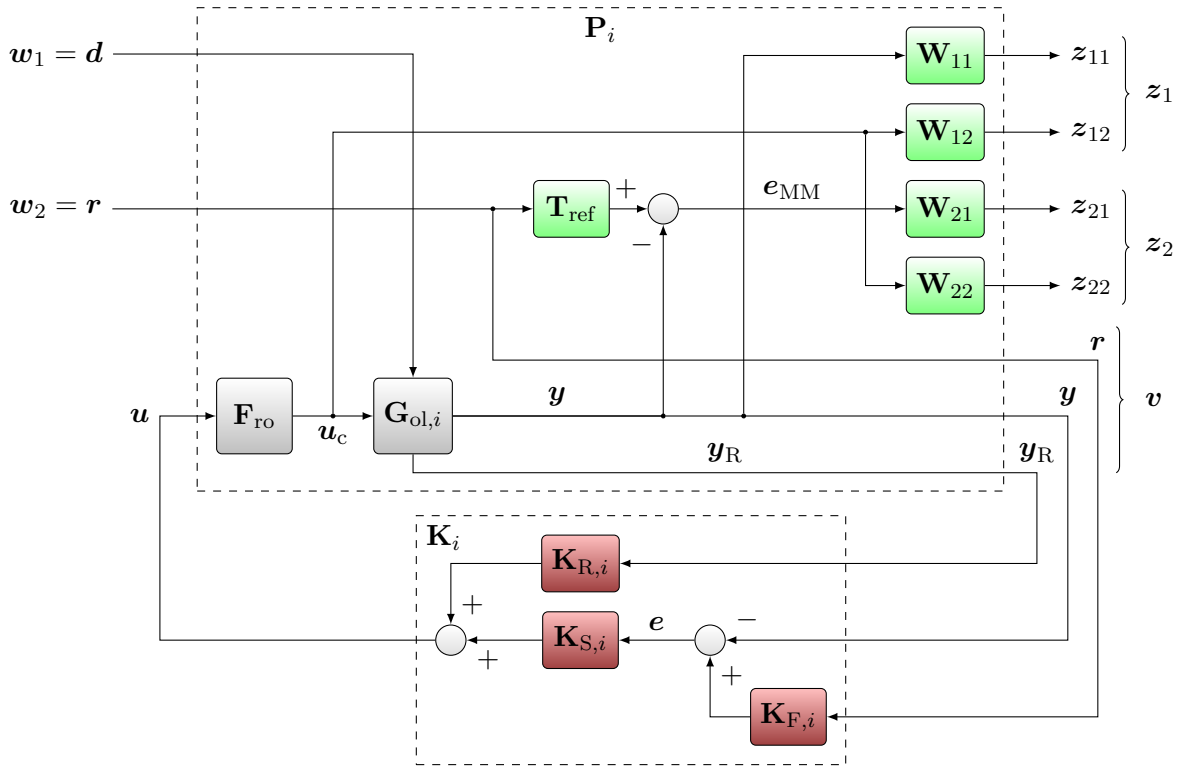 P_i
w_1 = d
W_11
z_11
z_1
W_12
z_12
w_2 = r
T_ref
+
−
e_MM
W_21
z_21
z_2
W_22
z_22
r
u
F_ro
u_c
G_ol,i
y
y
v
y_R
y_R
K_i
K_R,i
+
+
K_S,i
e
−
+
K_F,i